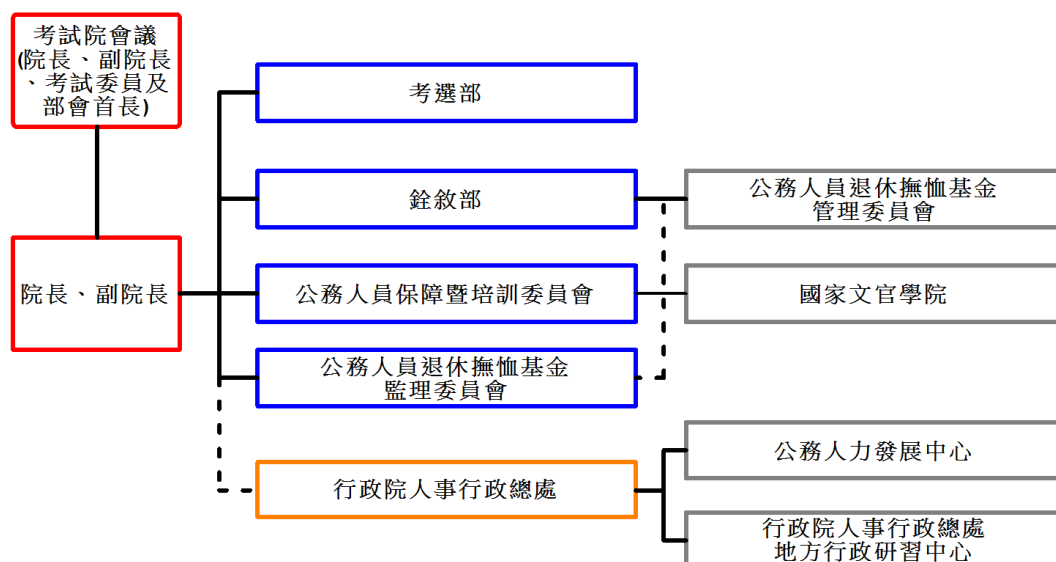 考試院會議
(院長、副院長
、考試委員及
部會首長)
院長、副院長
考選部
銓敘部
公務人員保障暨培訓委員會
公務人員退休撫恤基金
監理委員會
行政院人事行政總處
公務人員退休撫恤基金
管理委員會
國家文官學院
公務人力發展中心
行政院人事行政總處
地方行政研習中心